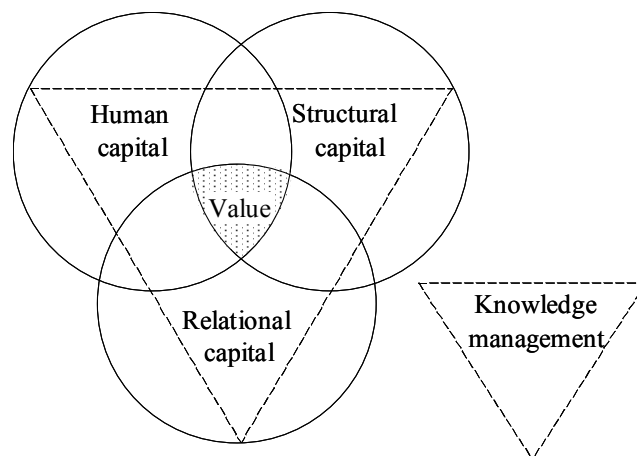 Human
capital
Structural
capital
Value
Relational
capital
Knowledge
management